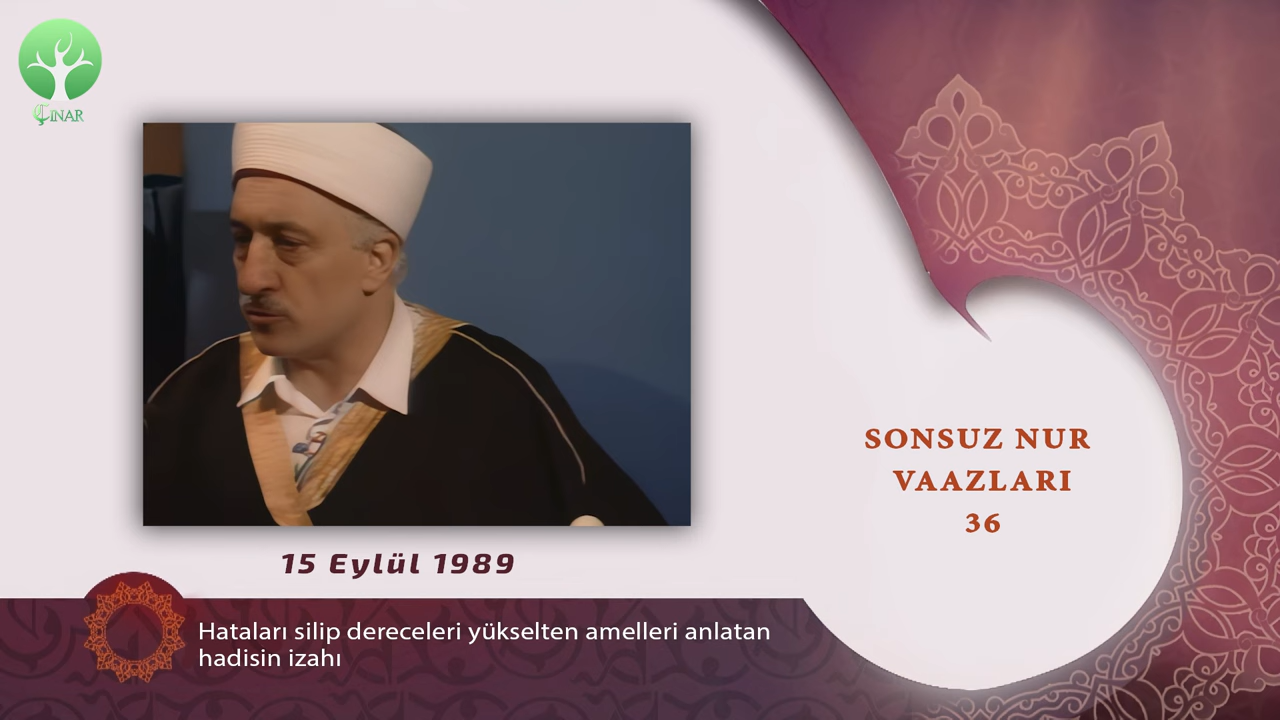 ÇINAR
SONSUZ NUR
VAAZLARI
36
15 Eylül 1989
Hataları silip dereceleri yükselten amelleri anlatan
hadisin izahı